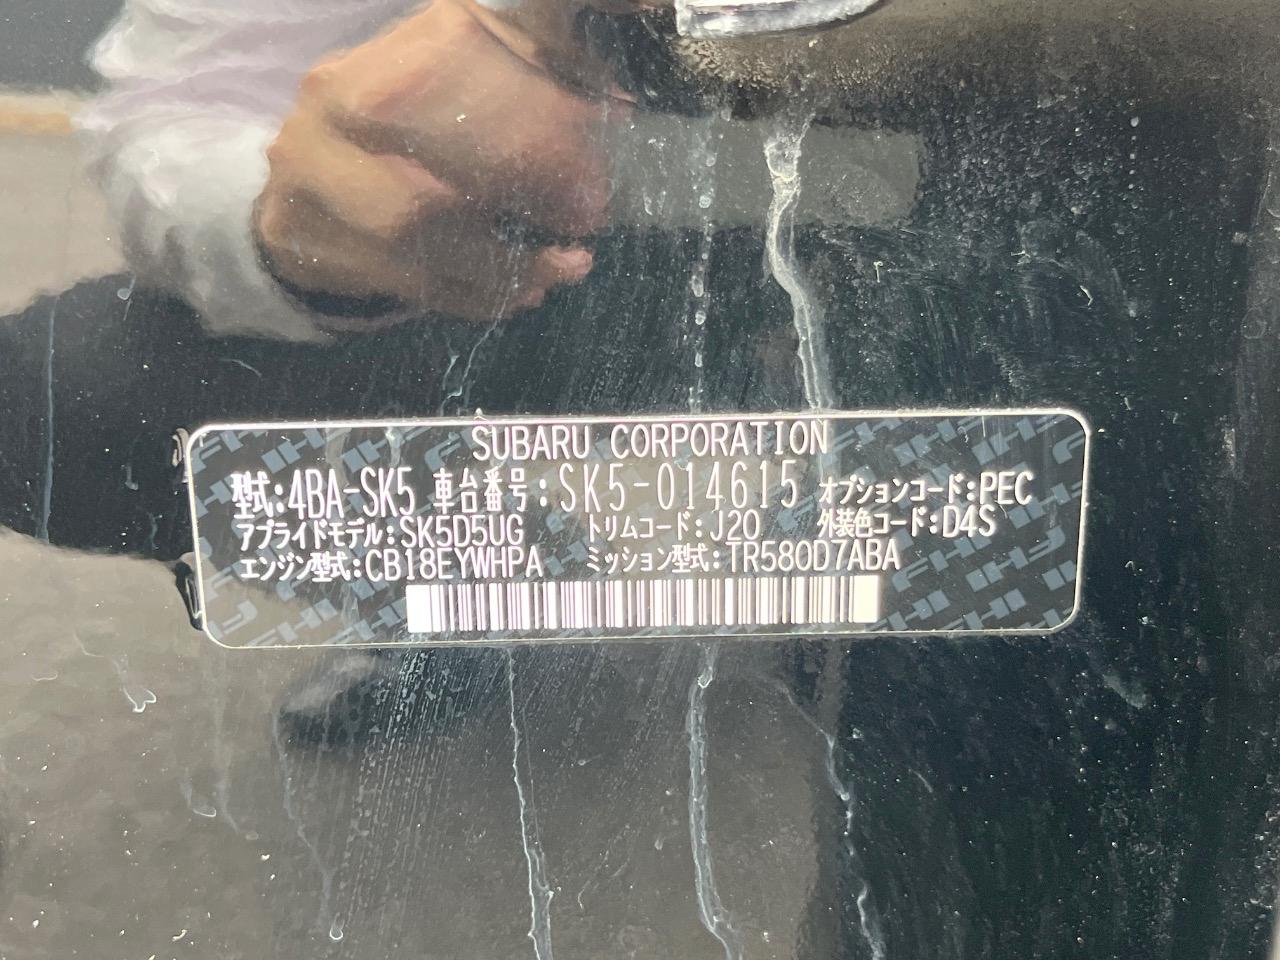 SUBARU CORPORATION
型式:4BA-SK5 車台番号:SK5-014615 オプションコード:PEC
アプライドモデル:SK5D5UG トリムコード:J20 外装色コード:D4S
エンジン型式:CB18EYWHPA ミッション型式:TR580D7ABA